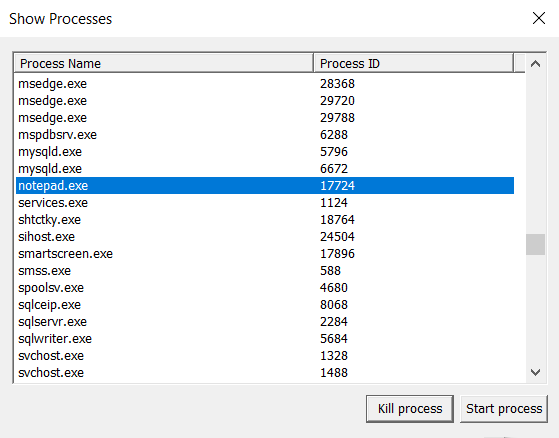 Show Processes
Process Name Process ID
msedge.exe 28368
msedge.exe 29720
msedge.exe 29788
mspdbsrv.exe 6288
mysqld.exe 5796
mysqld.exe 6672
notepad.exe 17724
services.exe 1124
shtctky.exe 18764
sihost.exe 24504
smartscreen.exe 17896
smss.exe 588
spoolsv.exe 4680
sqlceip.exe 8068
sqlservr.exe 2284
sqlwriter.exe 5684
svchost.exe 1328
svchost.exe 1488
Kill process Start process